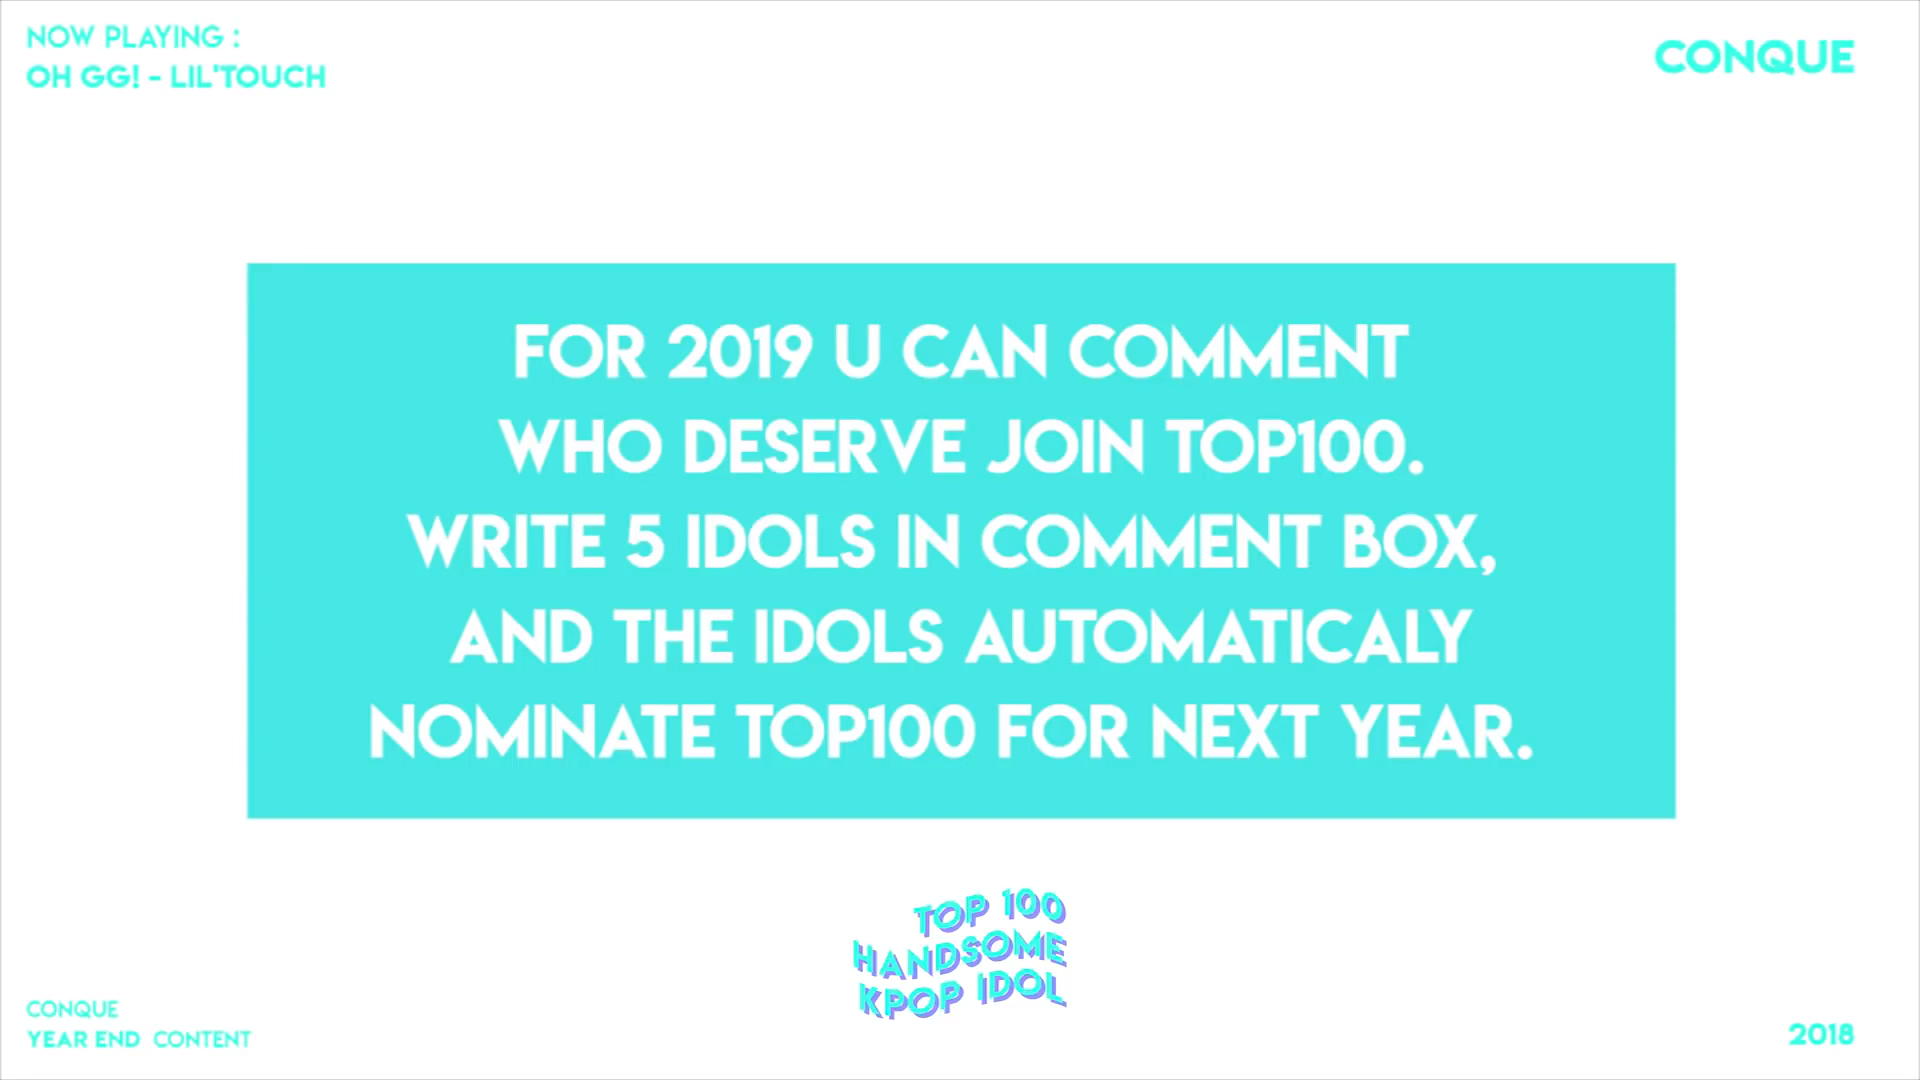 NOW PLAYING :
OH GG! - LIL'TOUCH
CONQUE
FOR 2019 U CAN COMMENT
WHO DESERVE JOIN TOP100.
WRITE 5 IDOLS IN COMMENT BOX,
AND THE IDOLS AUTOMATICALY
NOMINATE TOP100 FOR NEXT YEAR.
TOP 100
HANDSOME
KPOP IDOL
CONQUE
YEAR END CONTENT
2018